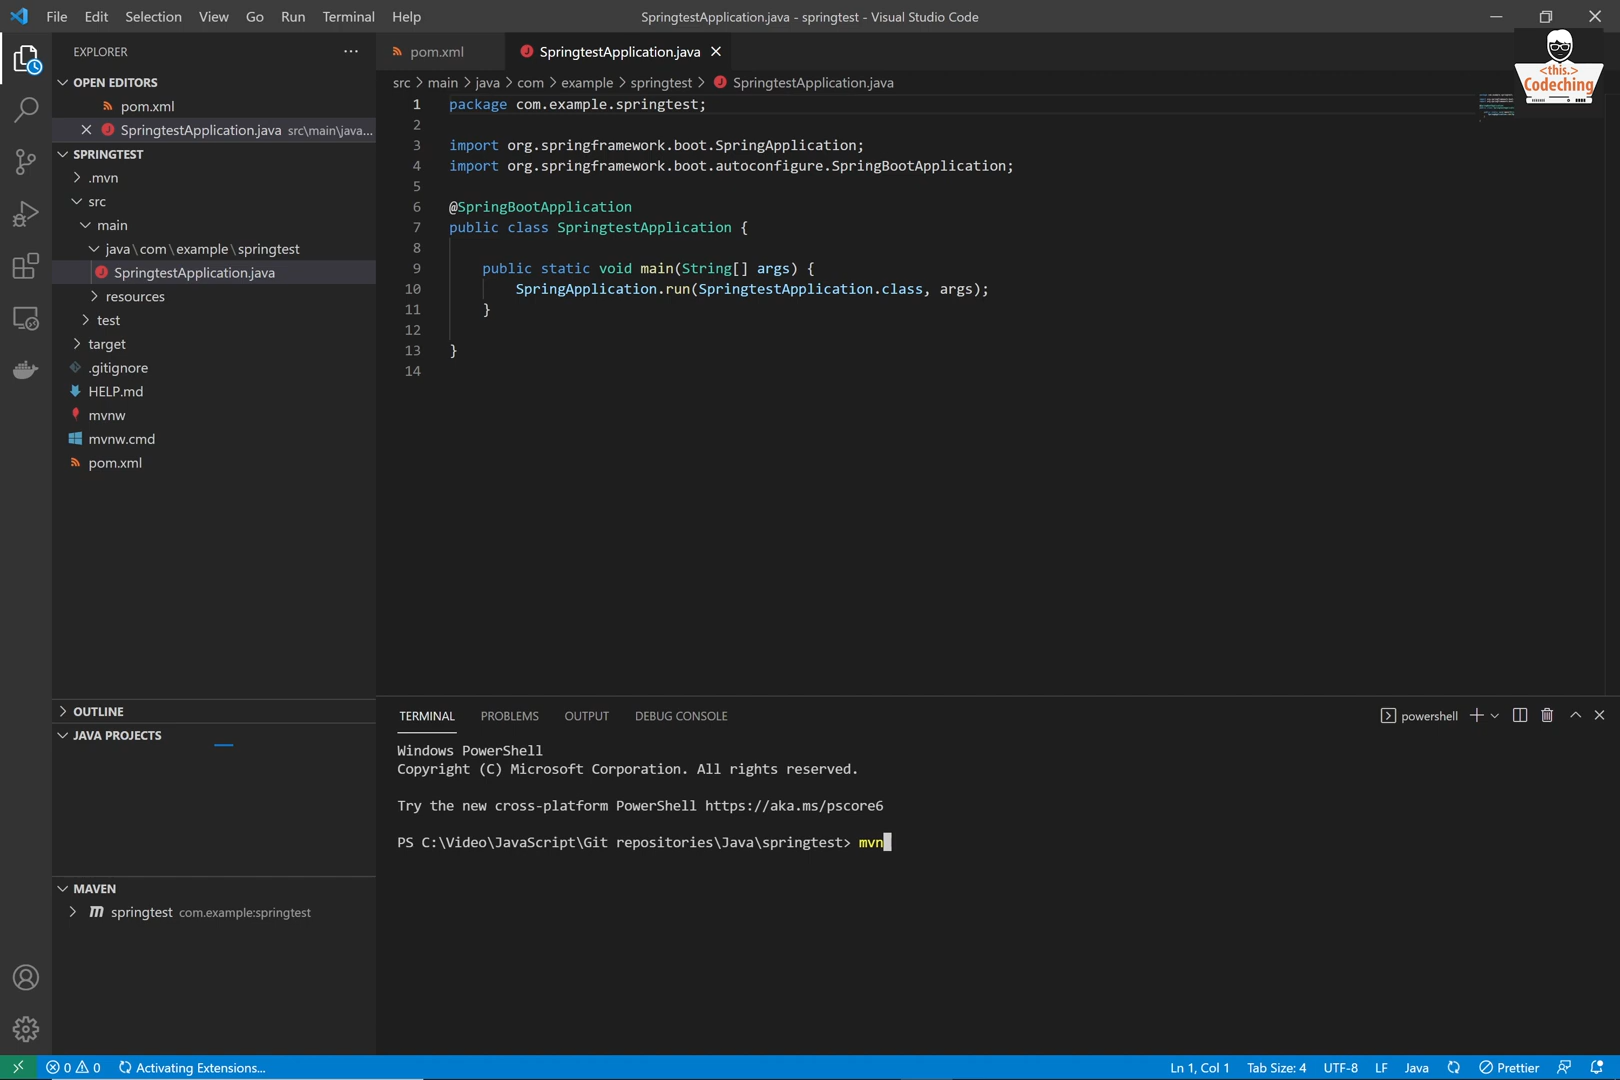 File Edit Selection View Go Run Terminal Help
SpringtestApplication.java - springtest - Visual Studio Code
<this.>
Codeching
EXPLORER
OPEN EDITORS
pom.xml
SpringtestApplication.java src\main\java...
SPRINGTEST
.mvn
src
main
java\com\example\springtest
SpringtestApplication.java
resources
test
target
.gitignore
HELP.md
mvnw
mvnw.cmd
pom.xml
OUTLINE
JAVA PROJECTS
MAVEN
springtest com.example:springtest
pom.xml SpringtestApplication.java
src > main > java > com > example > springtest > SpringtestApplication.java
1 package com.example.springtest;
2
3 import org.springframework.boot.SpringApplication;
4 import org.springframework.boot.autoconfigure.SpringBootApplication;
5
6 @SpringBootApplication
7 public class SpringtestApplication {
8
9 public static void main(String[] args) {
10 SpringApplication.run(SpringtestApplication.class, args);
11 }
12
13 }
14
TERMINAL PROBLEMS OUTPUT DEBUG CONSOLE powershell
Windows PowerShell
Copyright (C) Microsoft Corporation. All rights reserved.
Try the new cross-platform PowerShell https://aka.ms/pscore6
PS C:\Video\JavaScript\Git repositories\Java\springtest> mvn
0 0 Activating Extensions... Ln 1, Col 1 Tab Size: 4 UTF-8 LF Java Prettier